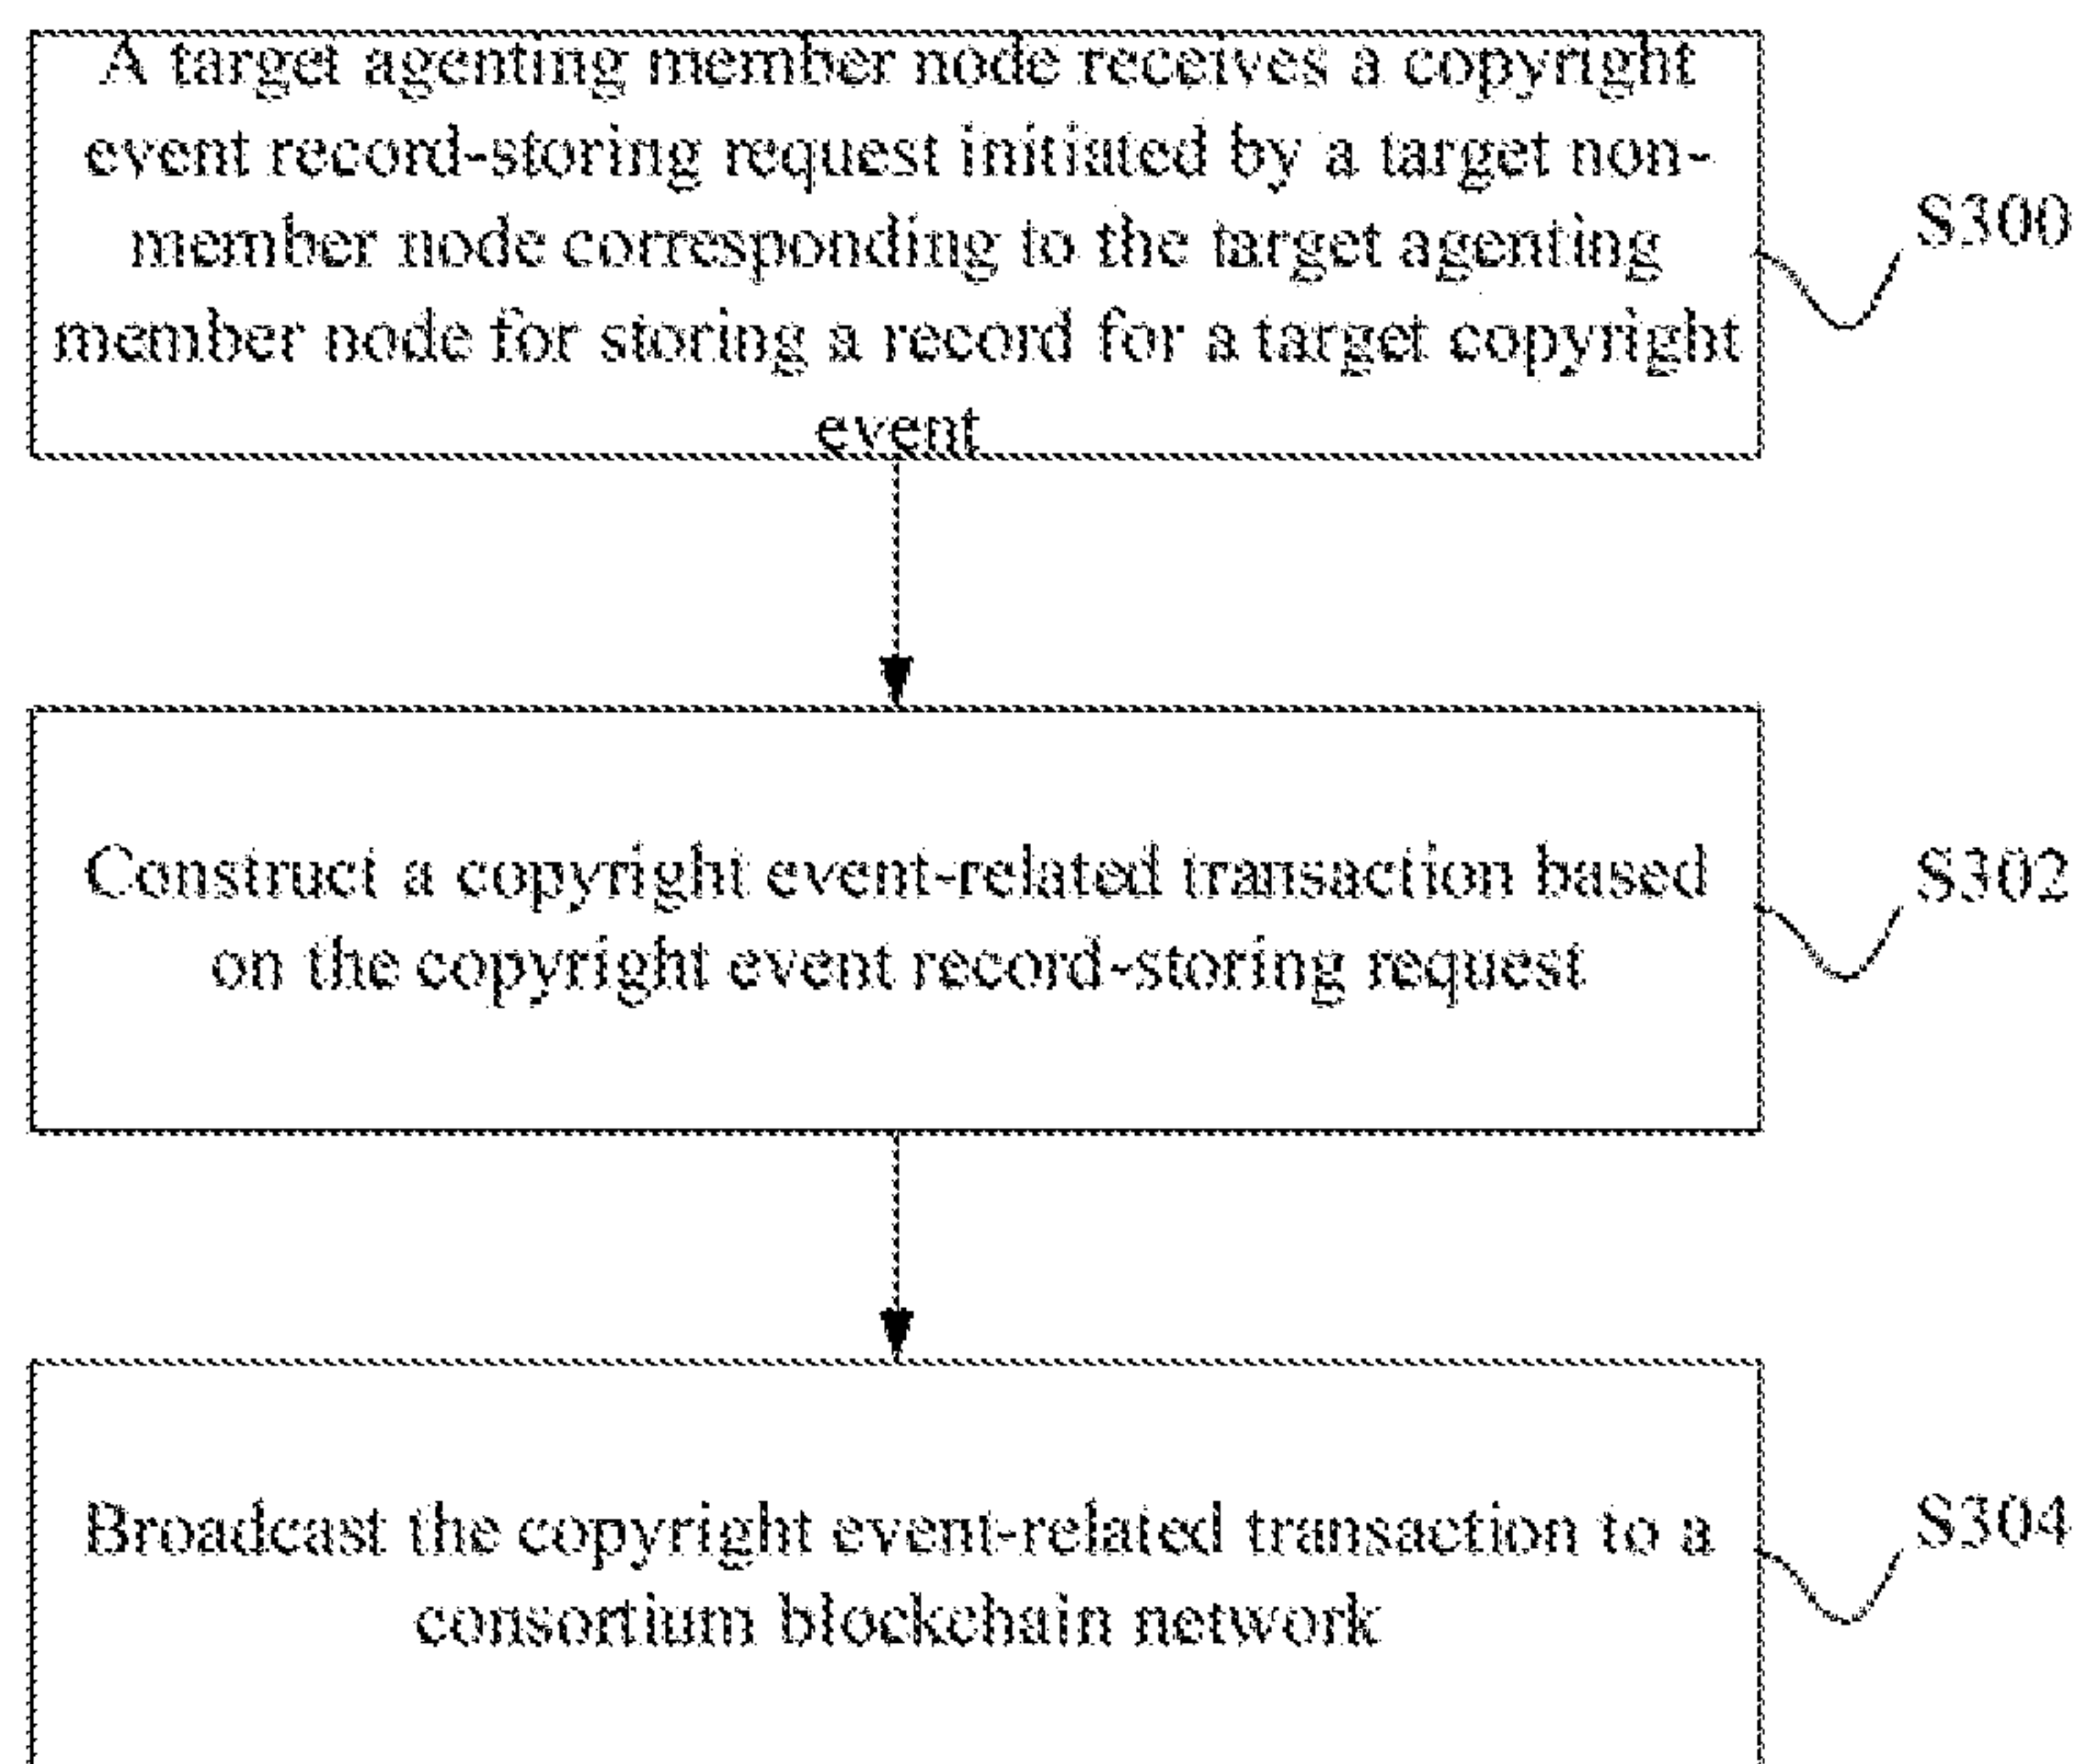 A target agenting member node receives a copyright
event record-storing request initiated by a target non-
member node corresponding to the target agenting
member node for storing a record for a target copyright
event
S300
Construct a copyright event-related transaction based
on the copyright event record-storing request
S302
Broadcast the copyright event-related transaction to a
consortium blockchain network
S304